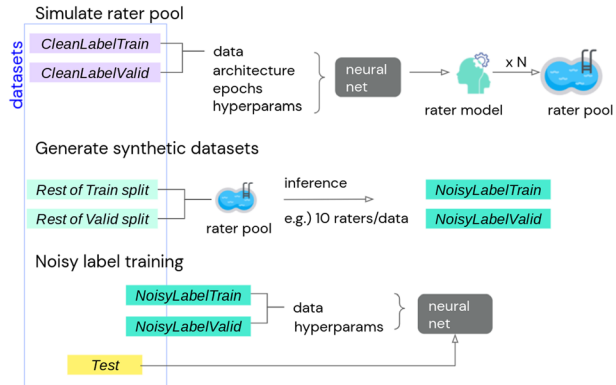 Simulate rater pool
datasets
CleanLabelTrain
CleanLabelValid
data
architecture
epochs
hyperparams
neural
net
x N
rater model
rater pool
Generate synthetic datasets
Rest of Train split
Rest of Valid split
rater pool
inference
e.g.) 10 raters/data
NoisyLabelTrain
NoisyLabelValid
Noisy label training
NoisyLabelTrain
NoisyLabelValid
data
hyperparams
neural
net
Test